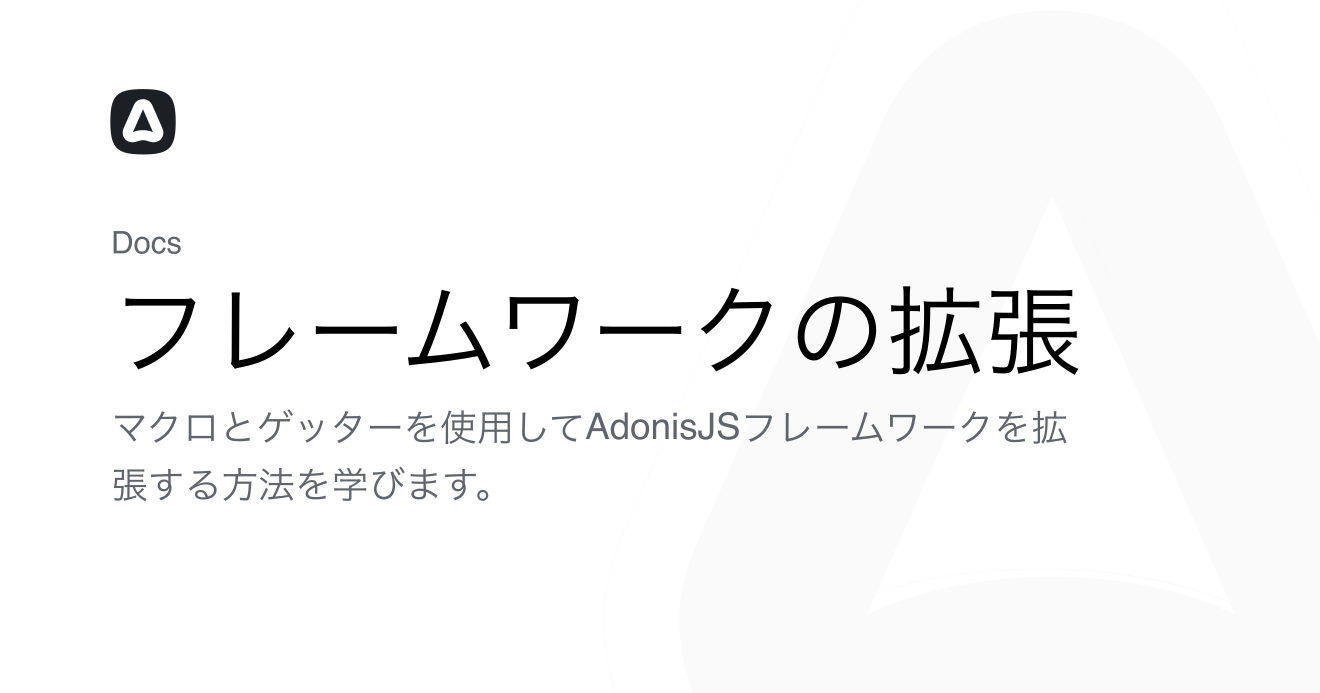 Docs
フレームワークの拡張
マクロとゲッターを使用してAdonisJSフレームワークを拡
張する方法を学びます。